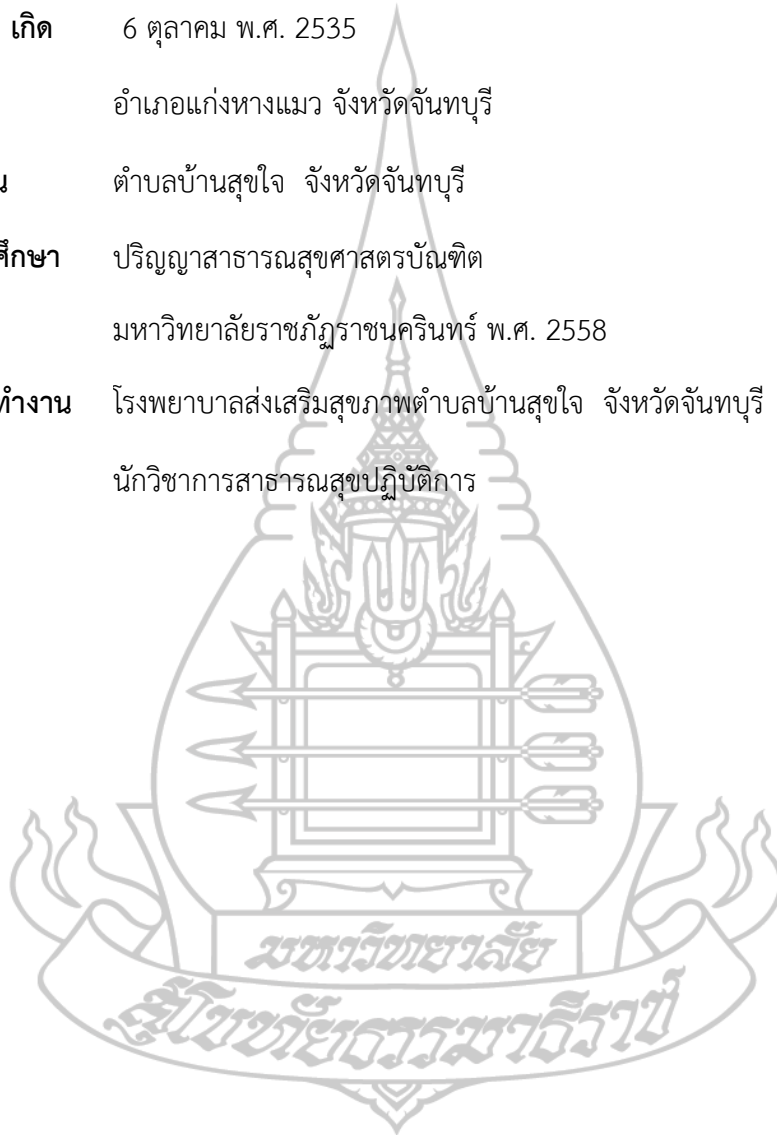 เกิด 6 ตุลาคม พ.ศ. 2535
อำเภอแก่งหางแมว จังหวัดจันทบุรี
น ตำบลบ้านสุขใจ จังหวัดจันทบุรี
ศึกษา ปริญญาสาธารณสุขศาสตรบัณฑิต
มหาวิทยาลัยราชภัฏราชนครินทร์ พ.ศ. 2558
ทำงาน โรงพยาบาลส่งเสริมสุขภาพตำบลบ้านสุขใจ จังหวัดจันทบุรี
นักวิชาการสาธารณสุขปฏิบัติการ
มหาวิทยาลัย
สุโขทัยธรรมาธิราช